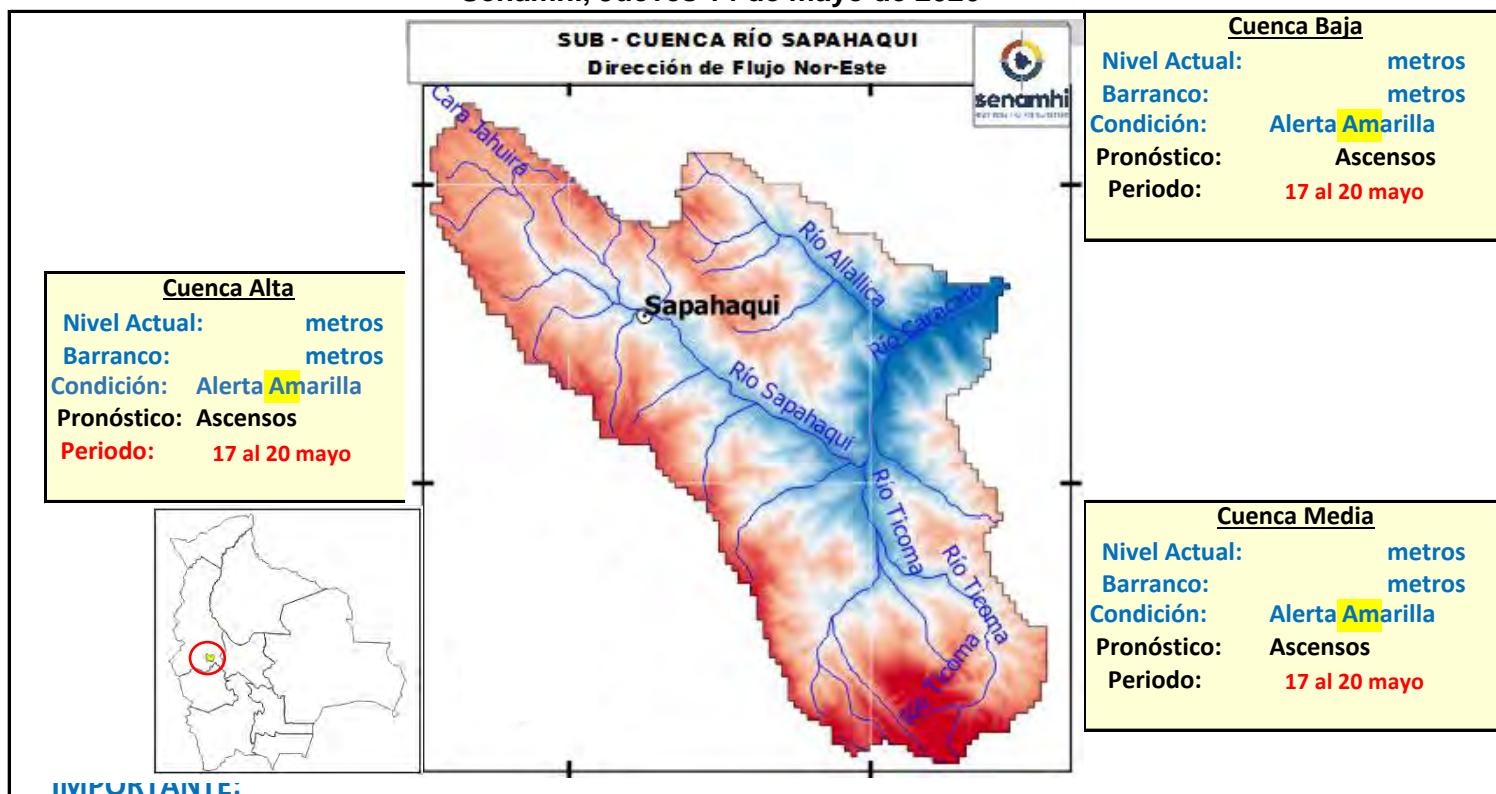 SUB - CUENCA RÍO SAPAHAQUI
Dirección de Flujo Nor-Este
senamhi
Cuenca Baja
Nivel Actual: metros
Barranco: metros
Condición: Alerta Amarilla
Pronóstico: Ascensos
Periodo: 17 al 20 mayo
Cuenca Alta
Nivel Actual: metros
Barranco: metros
Condición: Alerta Amarilla
Pronóstico: Ascensos
Periodo: 17 al 20 mayo
Cara Jahuira
Río Allallica
Sapahaqui
Río Caracato
Río Sapahaqui
Río Ticoma
Río Ticoma
Río Ticoma
Cuenca Media
Nivel Actual: metros
Barranco: metros
Condición: Alerta Amarilla
Pronóstico: Ascensos
Periodo: 17 al 20 mayo
IMPORTANTE: